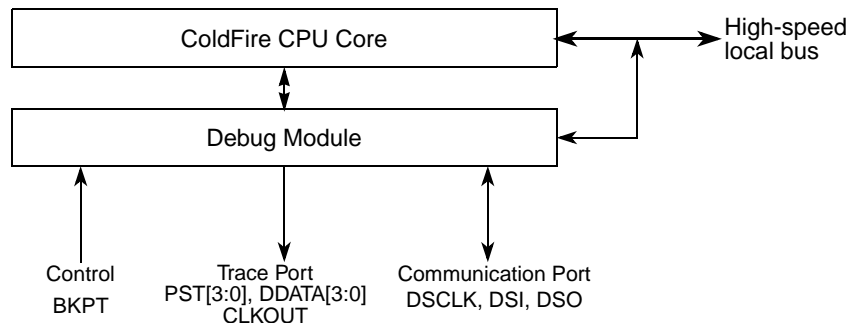 ColdFire CPU Core
High-speed
local bus
Debug Module
Control
BKPT
Trace Port
PST[3:0], DDATA[3:0]
CLKOUT
Communication Port
DSCLK, DSI, DSO